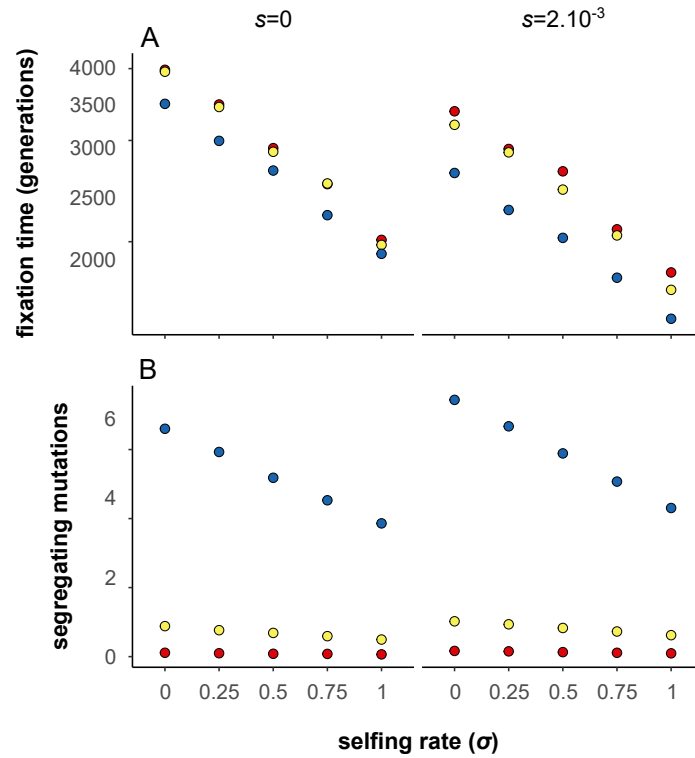 s=0 s=2.10⁻³
A
fixation time (generations)
4000
3500
3000
2500
2000
B
segregating mutations
6
4
2
0
0 0.25 0.5 0.75 1 0 0.25 0.5 0.75 1
selfing rate (σ)